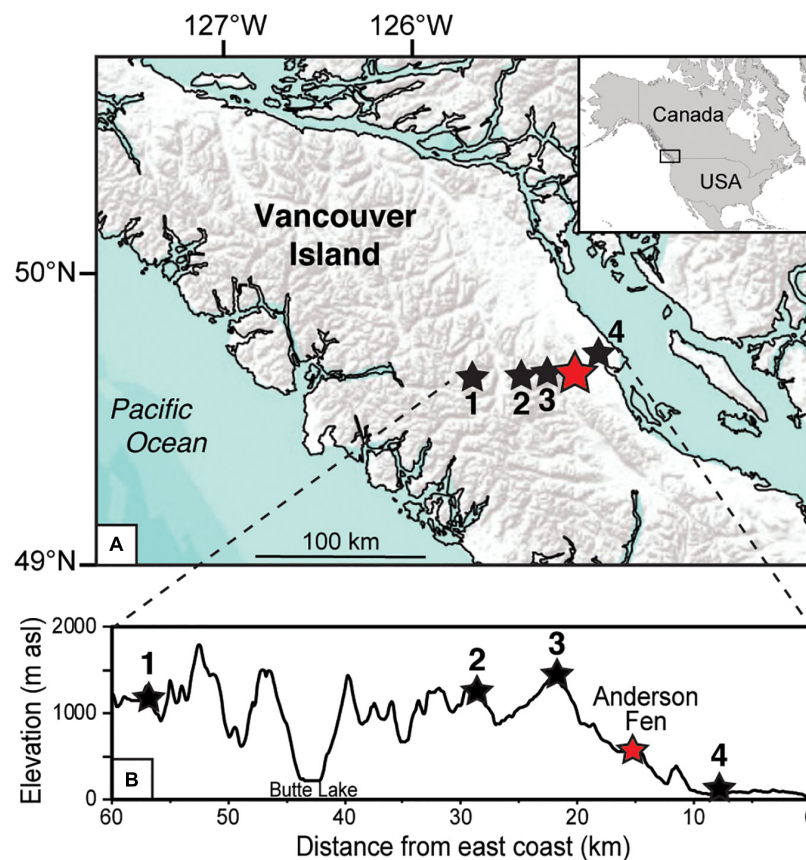 127°W 126°W
Canada
USA
Vancouver
Island
50°N
4
1 2 3
Pacific
Ocean
100 km
A
49°N
Elevation (m asl)
2000
1000
0
1 2 3
Anderson
Fen
4
B
Butte Lake
60 50 40 30 20 10 0
Distance from east coast (km)